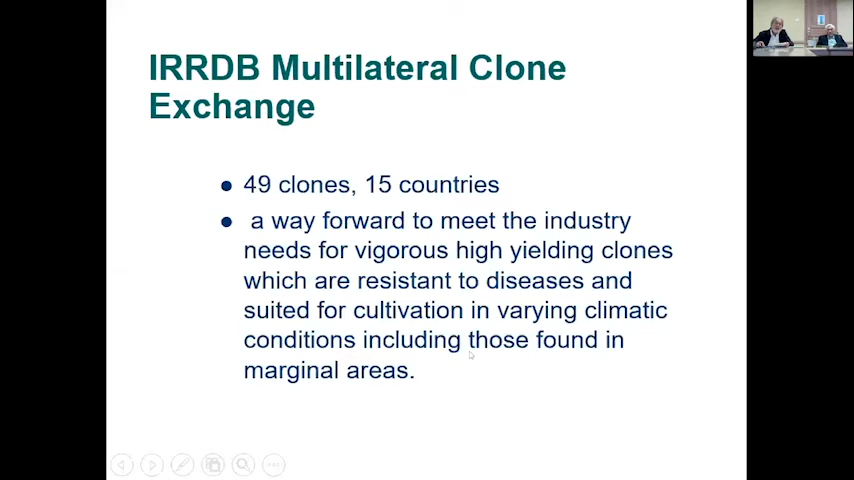 IRRDB Multilateral Clone
Exchange
● 49 clones, 15 countries
● a way forward to meet the industry
needs for vigorous high yielding clones
which are resistant to diseases and
suited for cultivation in varying climatic
conditions including those found in
marginal areas.